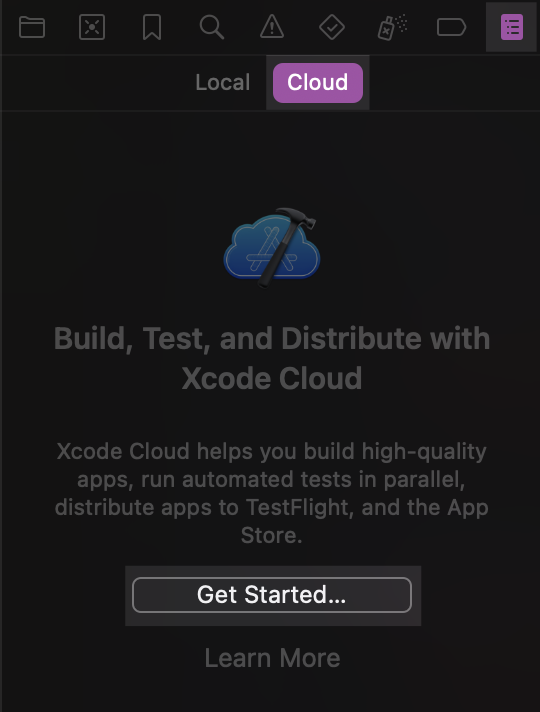 Local Cloud
Build, Test, and Distribute with
Xcode Cloud
Xcode Cloud helps you build high-quality
apps, run automated tests in parallel,
distribute apps to TestFlight, and the App
Store.
Get Started...
Learn More